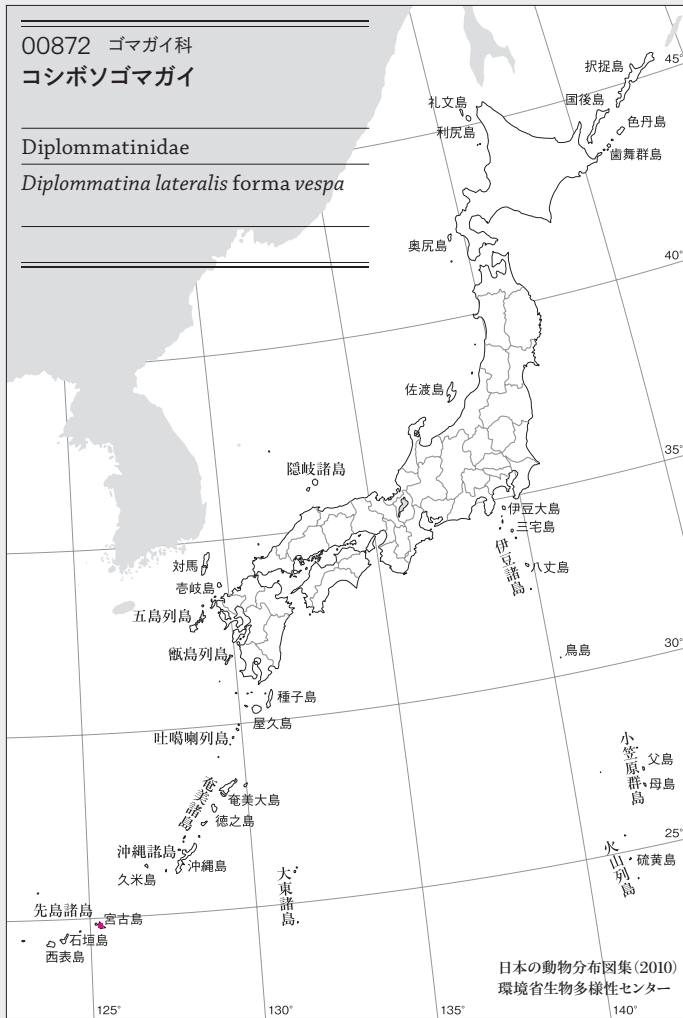 00872 ゴマガイ科
コシボソゴマガイ
Diplommatinidae
Diplommatina lateralis forma vespa
45°
択捉島
国後島
礼文島
色丹島
利尻島
歯舞群島
奥尻島
40°
佐渡島
35°
隠岐諸島
伊豆大島
三宅島
伊豆諸島
八丈島
対馬
壱岐島
五島列島
甑島列島
鳥島
30°
種子島
屋久島
吐噶喇列島
小笠原群島
父島
母島
奄美諸島
奄美大島
徳之島
25°
沖縄諸島
沖縄島
久米島
大東諸島
火山列島
硫黄島
先島諸島
宮古島
石垣島
西表島
日本の動物分布図集(2010)
環境省生物多様性センター
125°
130°
135°
140°